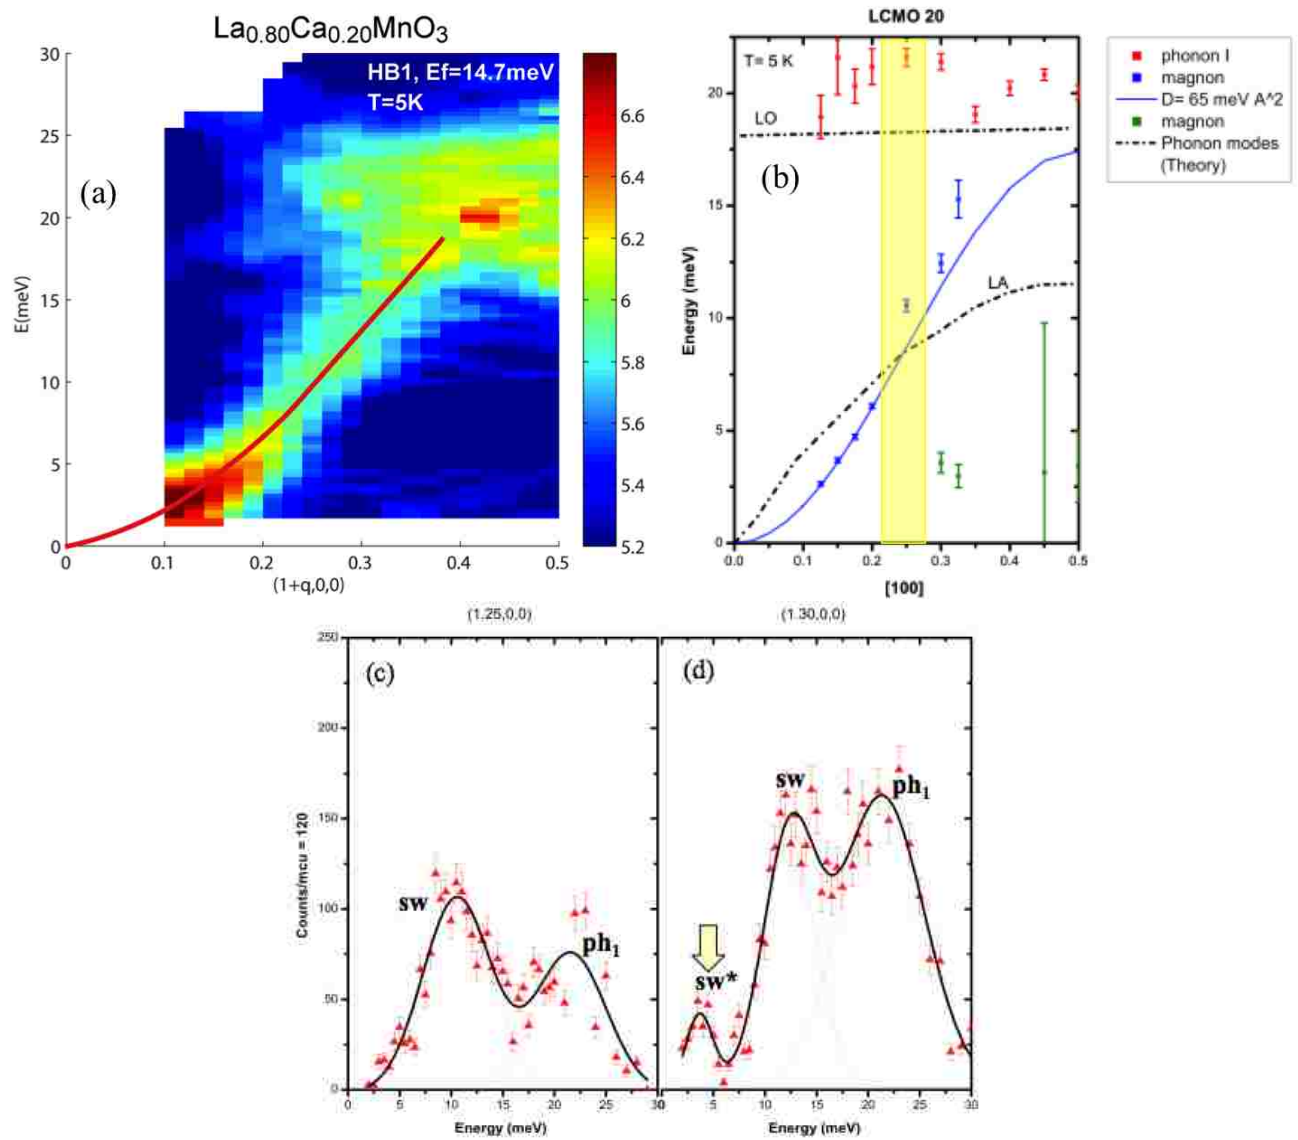 La0.80Ca0.20MnO3
HB1, Ef=14.7meV
T=5K
(a)
E(meV)
30
25
20
15
10
5
0
0 0.1 0.2 0.3 0.4 0.5
(1+q,0,0)
6.6
6.4
6.2
6
5.8
5.6
5.4
5.2
LCMO 20
T= 5 K
LO
(b)
LA
Energy (meV)
20
15
10
5
0
0.0 0.1 0.2 0.3 0.4 0.5
[100]
phonon I
magnon
D= 65 meV A^2
magnon
Phonon modes
(Theory)
(1.25,0,0)
(c)
sw
ph1
Counts/mcu = 120
250
200
150
100
50
0
0 5 10 15 20 25 30
Energy (meV)
(1.30,0,0)
(d)
sw
ph1
sw*
5 10 15 20 25 30
Energy (meV)